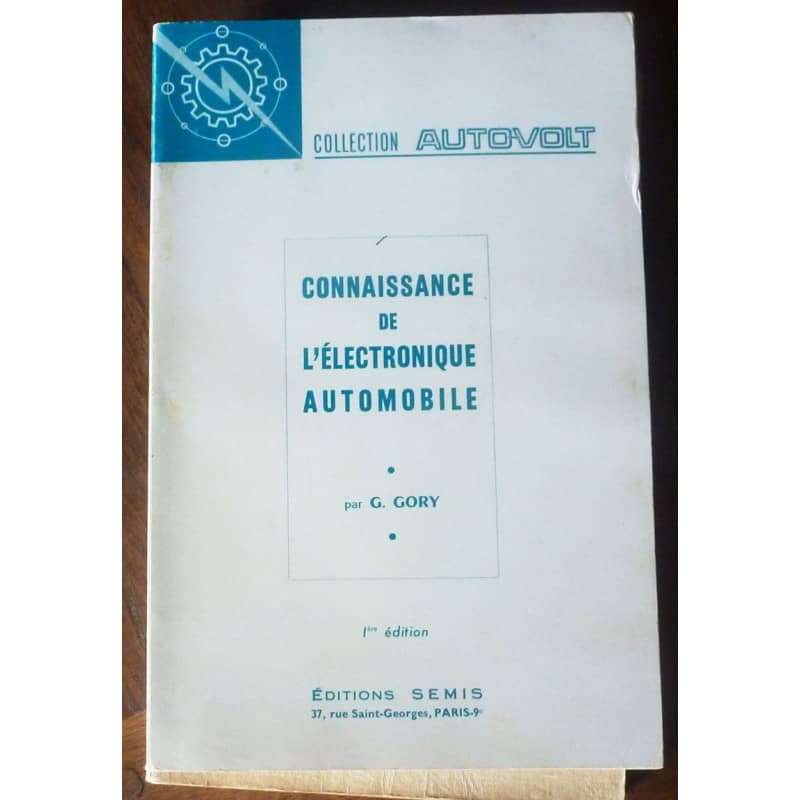 COLLECTION AUTOVOLT
CONNAISSANCE
DE
L'ÉLECTRONIQUE
AUTOMOBILE
par G. GORY
1ère édition
ÉDITIONS SEMIS
37, rue Saint-Georges, PARIS-9e